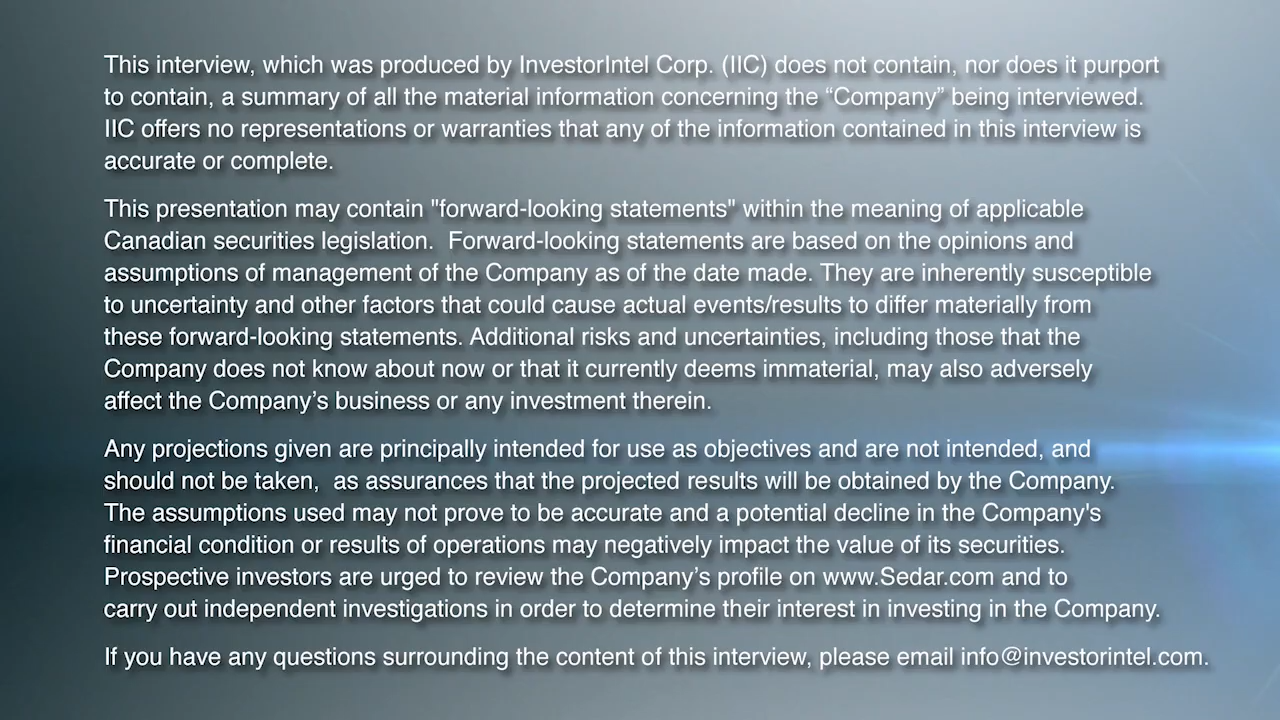 This interview, which was produced by InvestorIntel Corp. (IIC) does not contain, nor does it purport
to contain, a summary of all the material information concerning the “Company” being interviewed.
IIC offers no representations or warranties that any of the information contained in this interview is
accurate or complete.
This presentation may contain "forward-looking statements" within the meaning of applicable
Canadian securities legislation.  Forward-looking statements are based on the opinions and
assumptions of management of the Company as of the date made. They are inherently susceptible
to uncertainty and other factors that could cause actual events/results to differ materially from
these forward-looking statements. Additional risks and uncertainties, including those that the
Company does not know about now or that it currently deems immaterial, may also adversely
affect the Company’s business or any investment therein.
Any projections given are principally intended for use as objectives and are not intended, and
should not be taken,  as assurances that the projected results will be obtained by the Company.
The assumptions used may not prove to be accurate and a potential decline in the Company's
financial condition or results of operations may negatively impact the value of its securities.
Prospective investors are urged to review the Company’s profile on www.Sedar.com and to
carry out independent investigations in order to determine their interest in investing in the Company.
If you have any questions surrounding the content of this interview, please email info@investorintel.com.